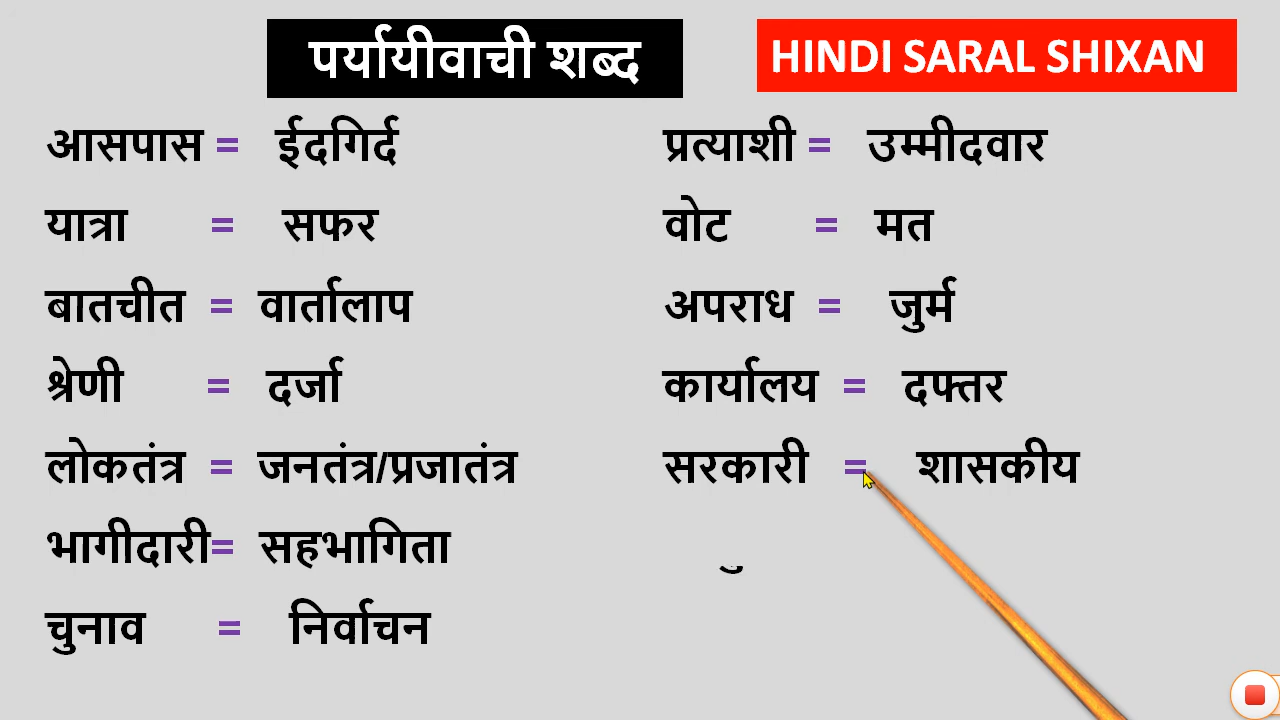 पर्यायीवाची शब्द
HINDI SARAL SHIXAN
आसपास = ईदगिर्द
यात्रा = सफर
बातचीत = वार्तालाप
श्रेणी = दर्जा
लोकतंत्र = जनतंत्र/प्रजातंत्र
भागीदारी= सहभागिता
चुनाव = निर्वाचन
प्रत्याशी = उम्मीदवार
वोट = मत
अपराध = जुर्म
कार्यालय = दफ्तर
सरकारी = शासकीय